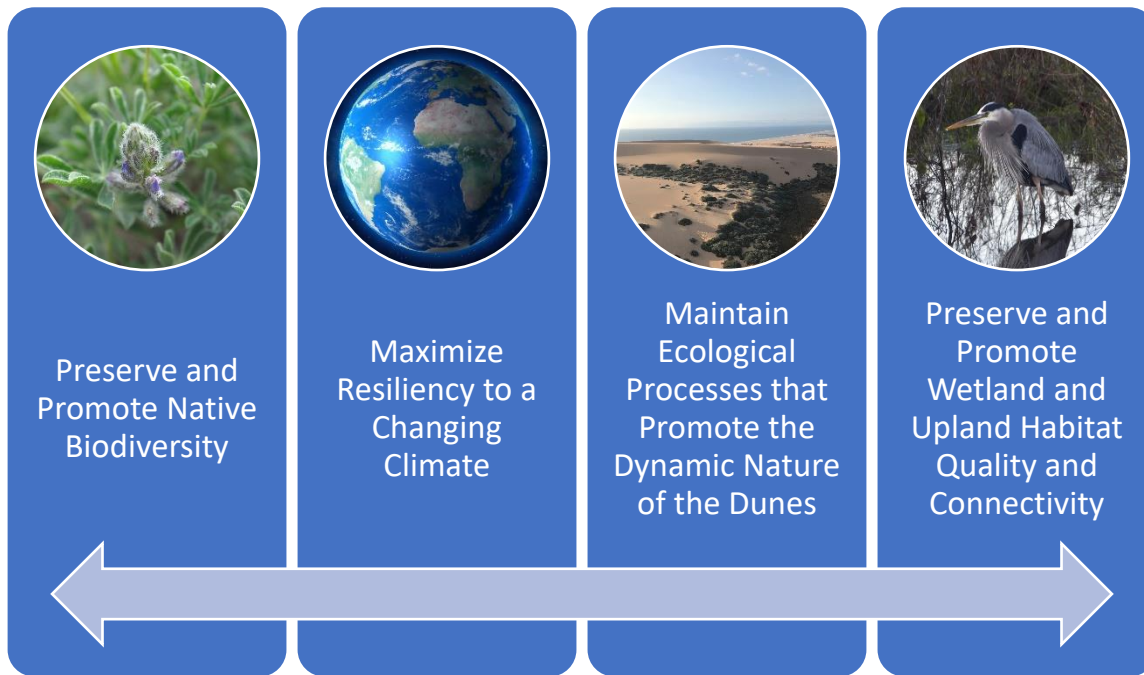 Preserve and
Promote Native
Biodiversity
Maximize
Resiliency to a
Changing
Climate
Maintain
Ecological
Processes that
Promote the
Dynamic Nature
of the Dunes
Preserve and
Promote
Wetland and
Upland Habitat
Quality and
Connectivity